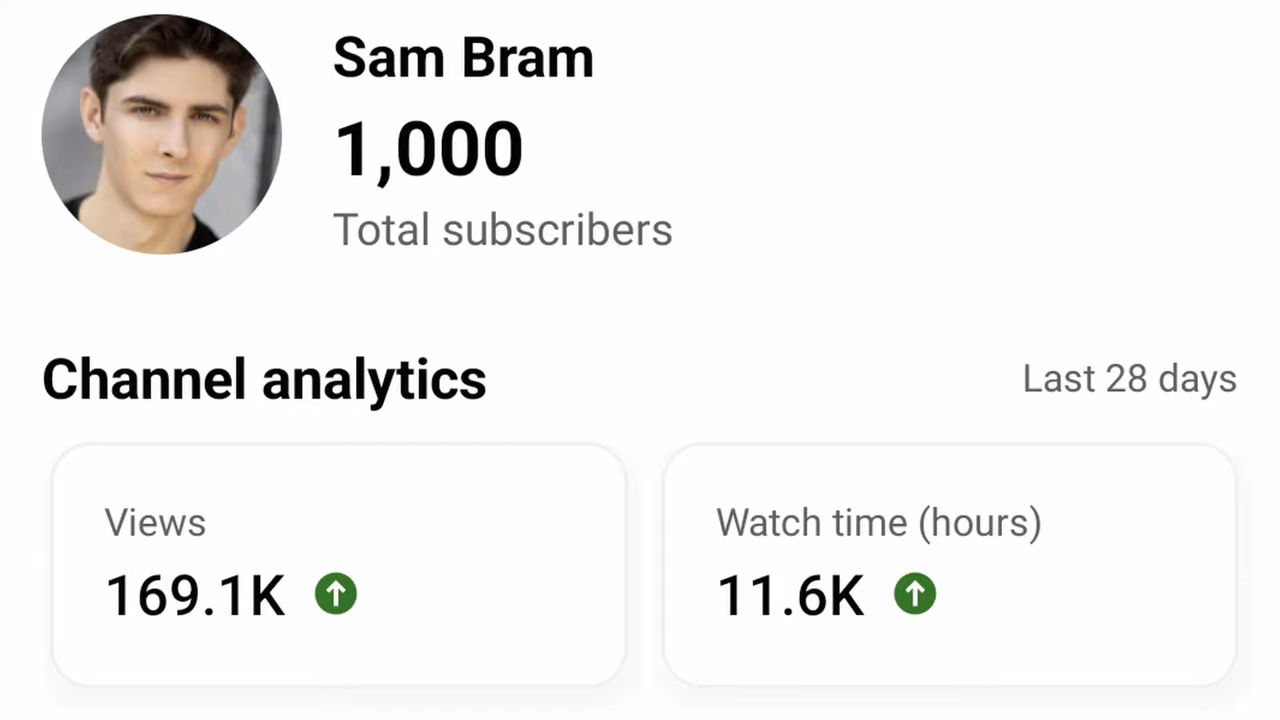 Sam Bram
1,000
Total subscribers
Channel analytics
Last 28 days
Views
169.1K
Watch time (hours)
11.6K